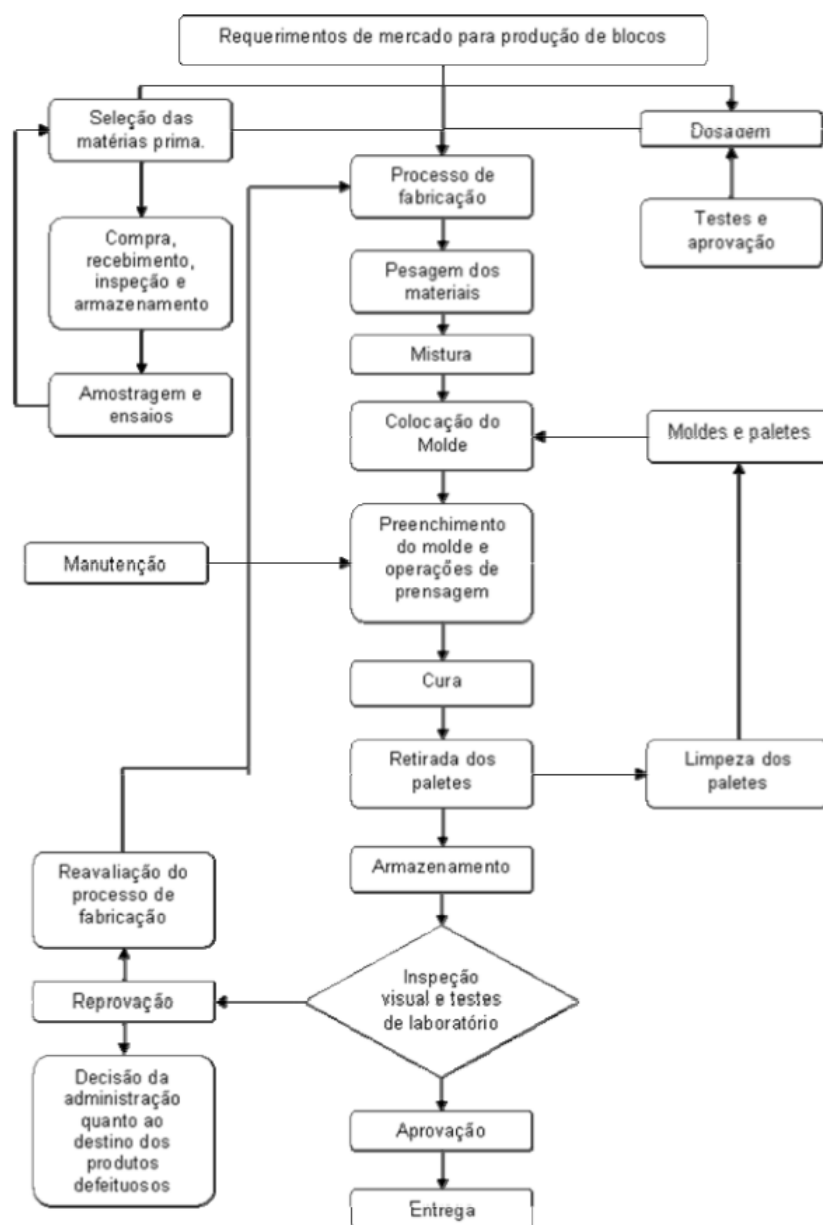 Requerimentos de mercado para produção de blocos
Seleção das
matérias prima.
Dosagem
Processo de
fabricação
Testes e
aprovação
Compra,
recebimento,
inspeção e
armazenamento
Pesagem dos
materiais
Mistura
Amostragem e
ensaios
Colocação do
Molde
Moldes e paletes
Preenchimento
do molde e
operações de
prensagem
Manutenção
Cura
Retirada dos
paletes
Limpeza dos
paletes
Armazenamento
Reavaliação do
processo de
fabricação
Inspeção
visual e testes
de laboratório
Reprovação
Decisão da
administração
quanto ao
destino dos
produtos
defeituosos
Aprovação
Entrega